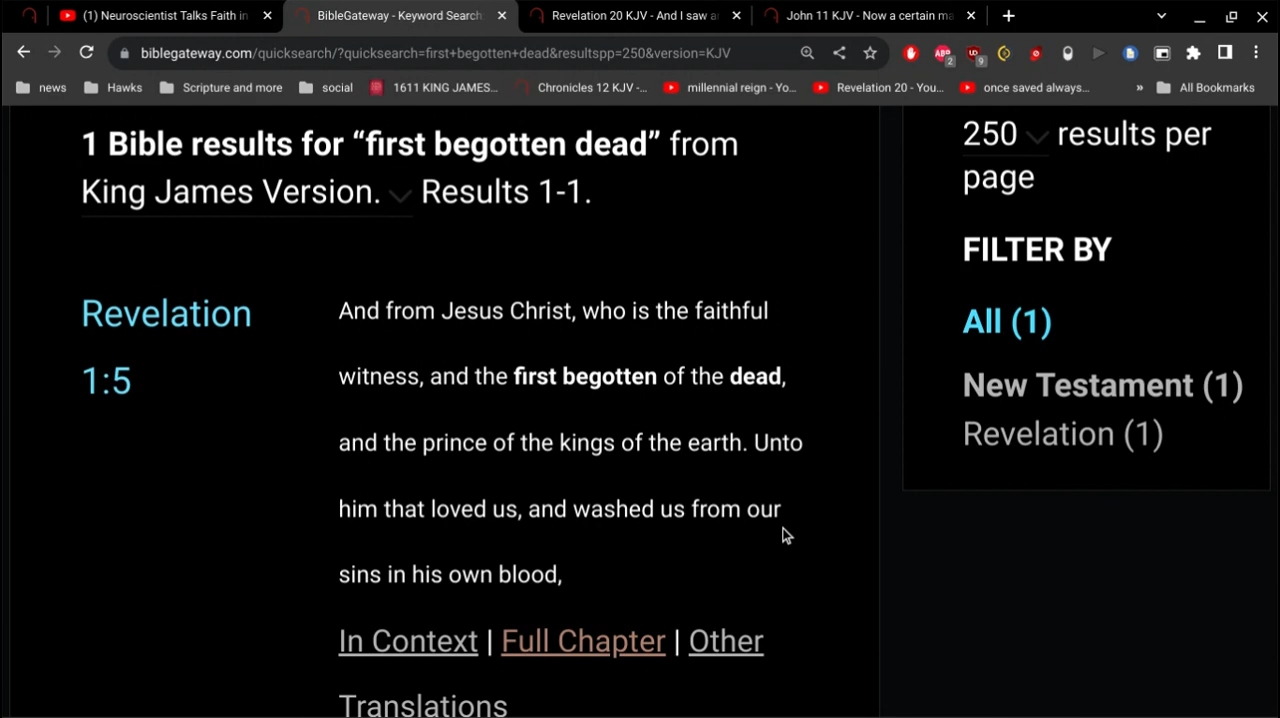 (1) Neuroscientist Talks Faith in
BibleGateway - Keyword Search:
Revelation 20 KJV - And I saw a
John 11 KJV - Now a certain ma
biblegateway.com/quicksearch/?quicksearch=first+begotten+dead&resultspp=250&version=KJV
2
9
news
Hawks
Scripture and more
social
1611 KING JAMES...
Chronicles 12 KJV -...
millennial reign - Yo...
Revelation 20 - You...
once saved always...
»
All Bookmarks
1 Bible results for “first begotten dead” from
King James Version. Results 1-1.
250 results per
page
FILTER BY
All (1)
New Testament (1)
Revelation (1)
Revelation
1:5
And from Jesus Christ, who is the faithful
witness, and the first begotten of the dead,
and the prince of the kings of the earth. Unto
him that loved us, and washed us from our
sins in his own blood,
In Context | Full Chapter | Other
Translations